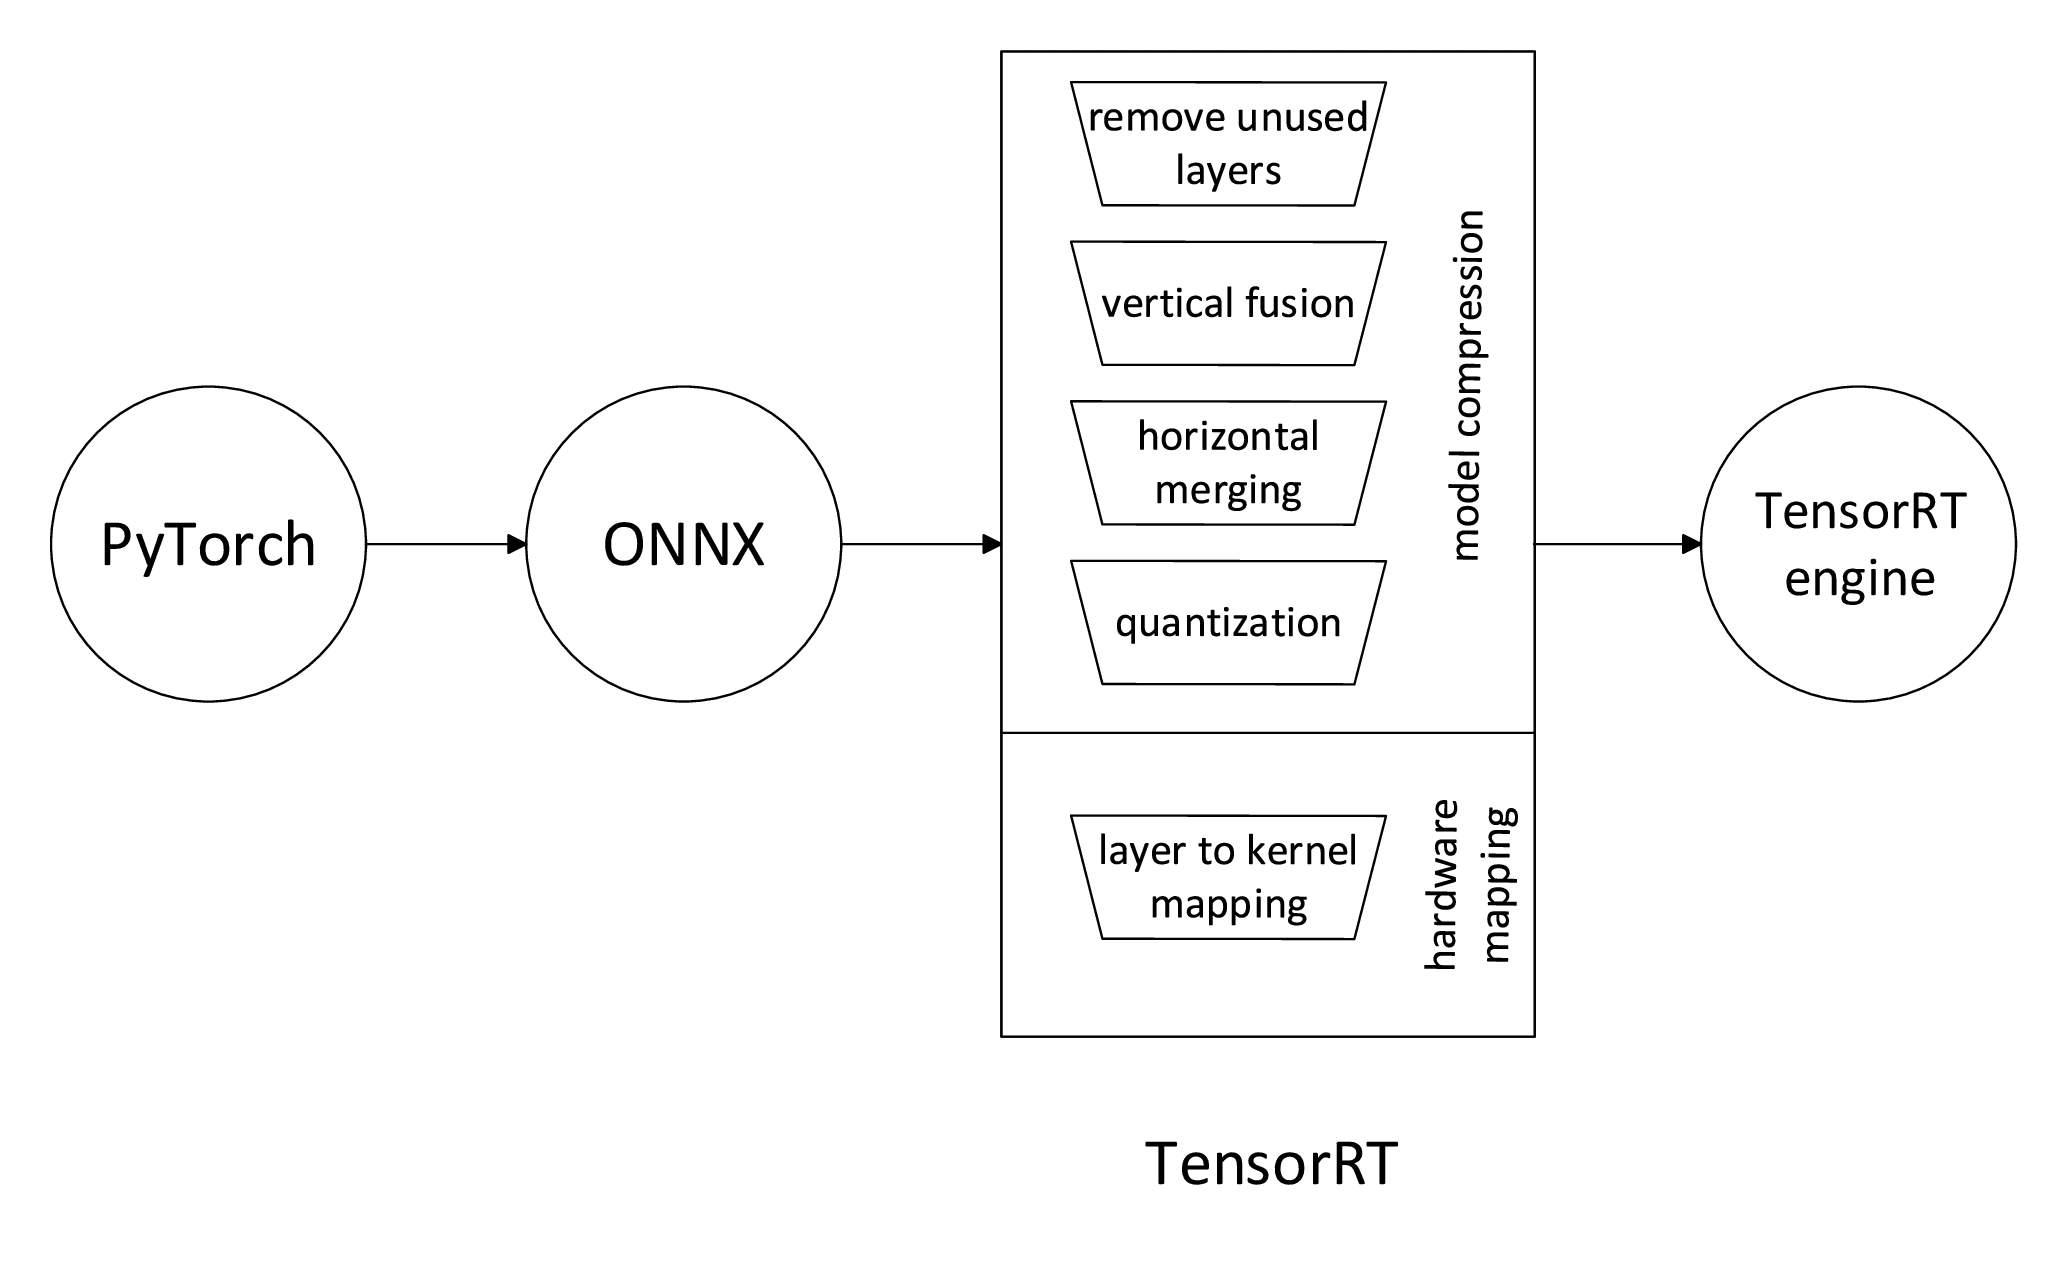 PyTorch
ONNX
remove unused
layers
vertical fusion
horizontal
merging
quantization
model compression
layer to kernel
mapping
hardware
mapping
TensorRT
engine
TensorRT